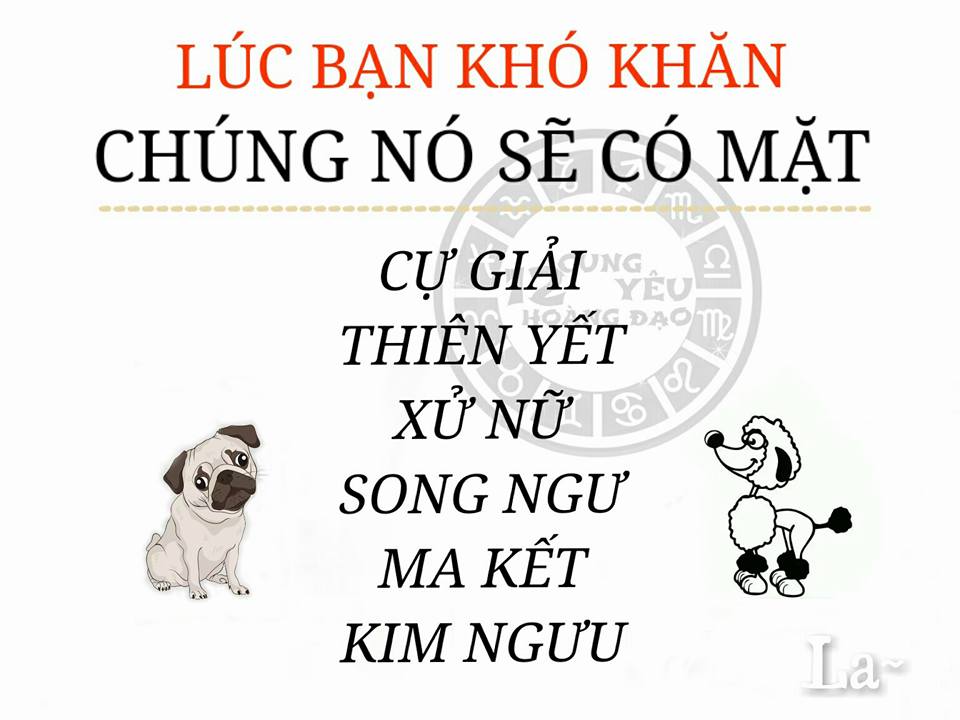 LÚC BẠN KHÓ KHĂN
CHÚNG NÓ SẼ CÓ MẶT
CUNG
12 YÊU
HOÀNG ĐẠO
CỰ GIẢI
THIÊN YẾT
XỬ NỮ
SONG NGƯ
MA KẾT
KIM NGƯU
La~